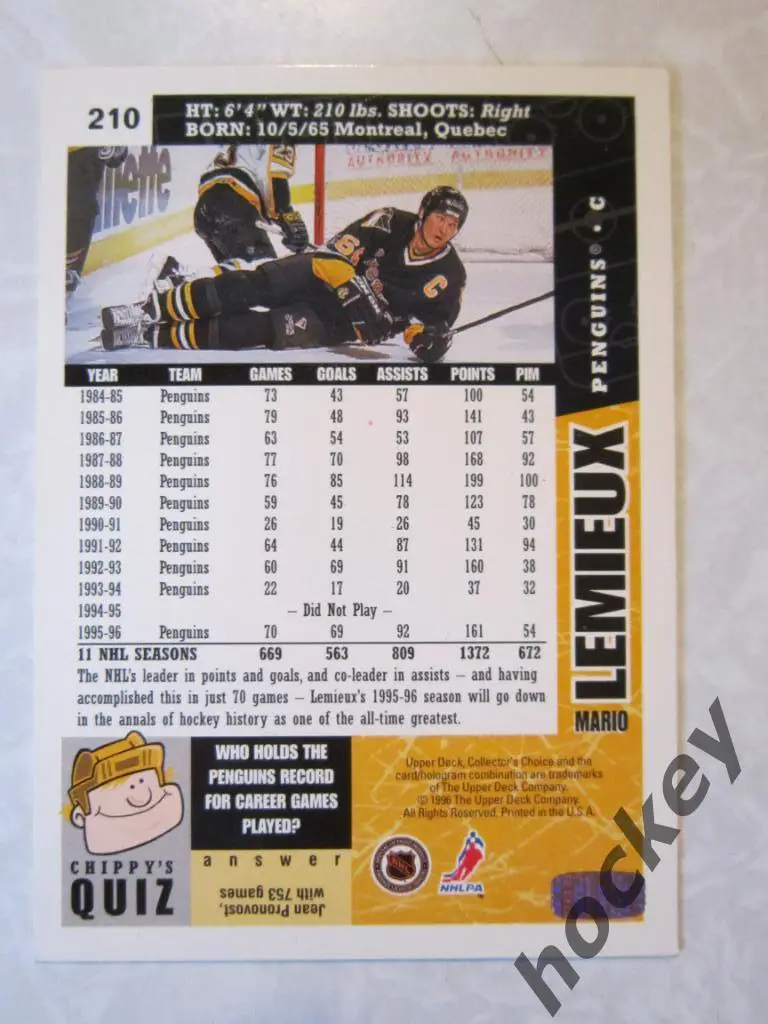 210
HT: 6'4" WT: 210 lbs. SHOOTS: Right
BORN: 10/5/65 Montreal, Quebec
AUTHORITY AUTHORITY
C
PENGUINS® • C
MARIO
LEMIEUX
YEAR TEAM GAMES GOALS ASSISTS POINTS PIM
1984-85 Penguins 73 43 57 100 54
1985-86 Penguins 79 48 93 141 43
1986-87 Penguins 63 54 53 107 57
1987-88 Penguins 77 70 98 168 92
1988-89 Penguins 76 85 114 199 100
1989-90 Penguins 59 45 78 123 78
1990-91 Penguins 26 19 26 45 30
1991-92 Penguins 64 44 87 131 94
1992-93 Penguins 60 69 91 160 38
1993-94 Penguins 22 17 20 37 32
1994-95 – Did Not Play –
1995-96 Penguins 70 69 92 161 54
11 NHL SEASONS 669 563 809 1372 672
The NHL's leader in points and goals, and co-leader in assists – and having
accomplished this in just 70 games – Lemieux's 1995-96 season will go down
in the annals of hockey history as one of the all-time greatest.
CHIPPY'S
QUIZ
WHO HOLDS THE
PENGUINS RECORD
FOR CAREER GAMES
PLAYED?
answer
Jean Pronovost,
with 753 games
Upper Deck, Collector's Choice and the
card/hologram combination are trademarks
of The Upper Deck Company.
© 1996 The Upper Deck Company.
All Rights Reserved. Printed in the U.S.A.
NHL
NHLPA
hockey